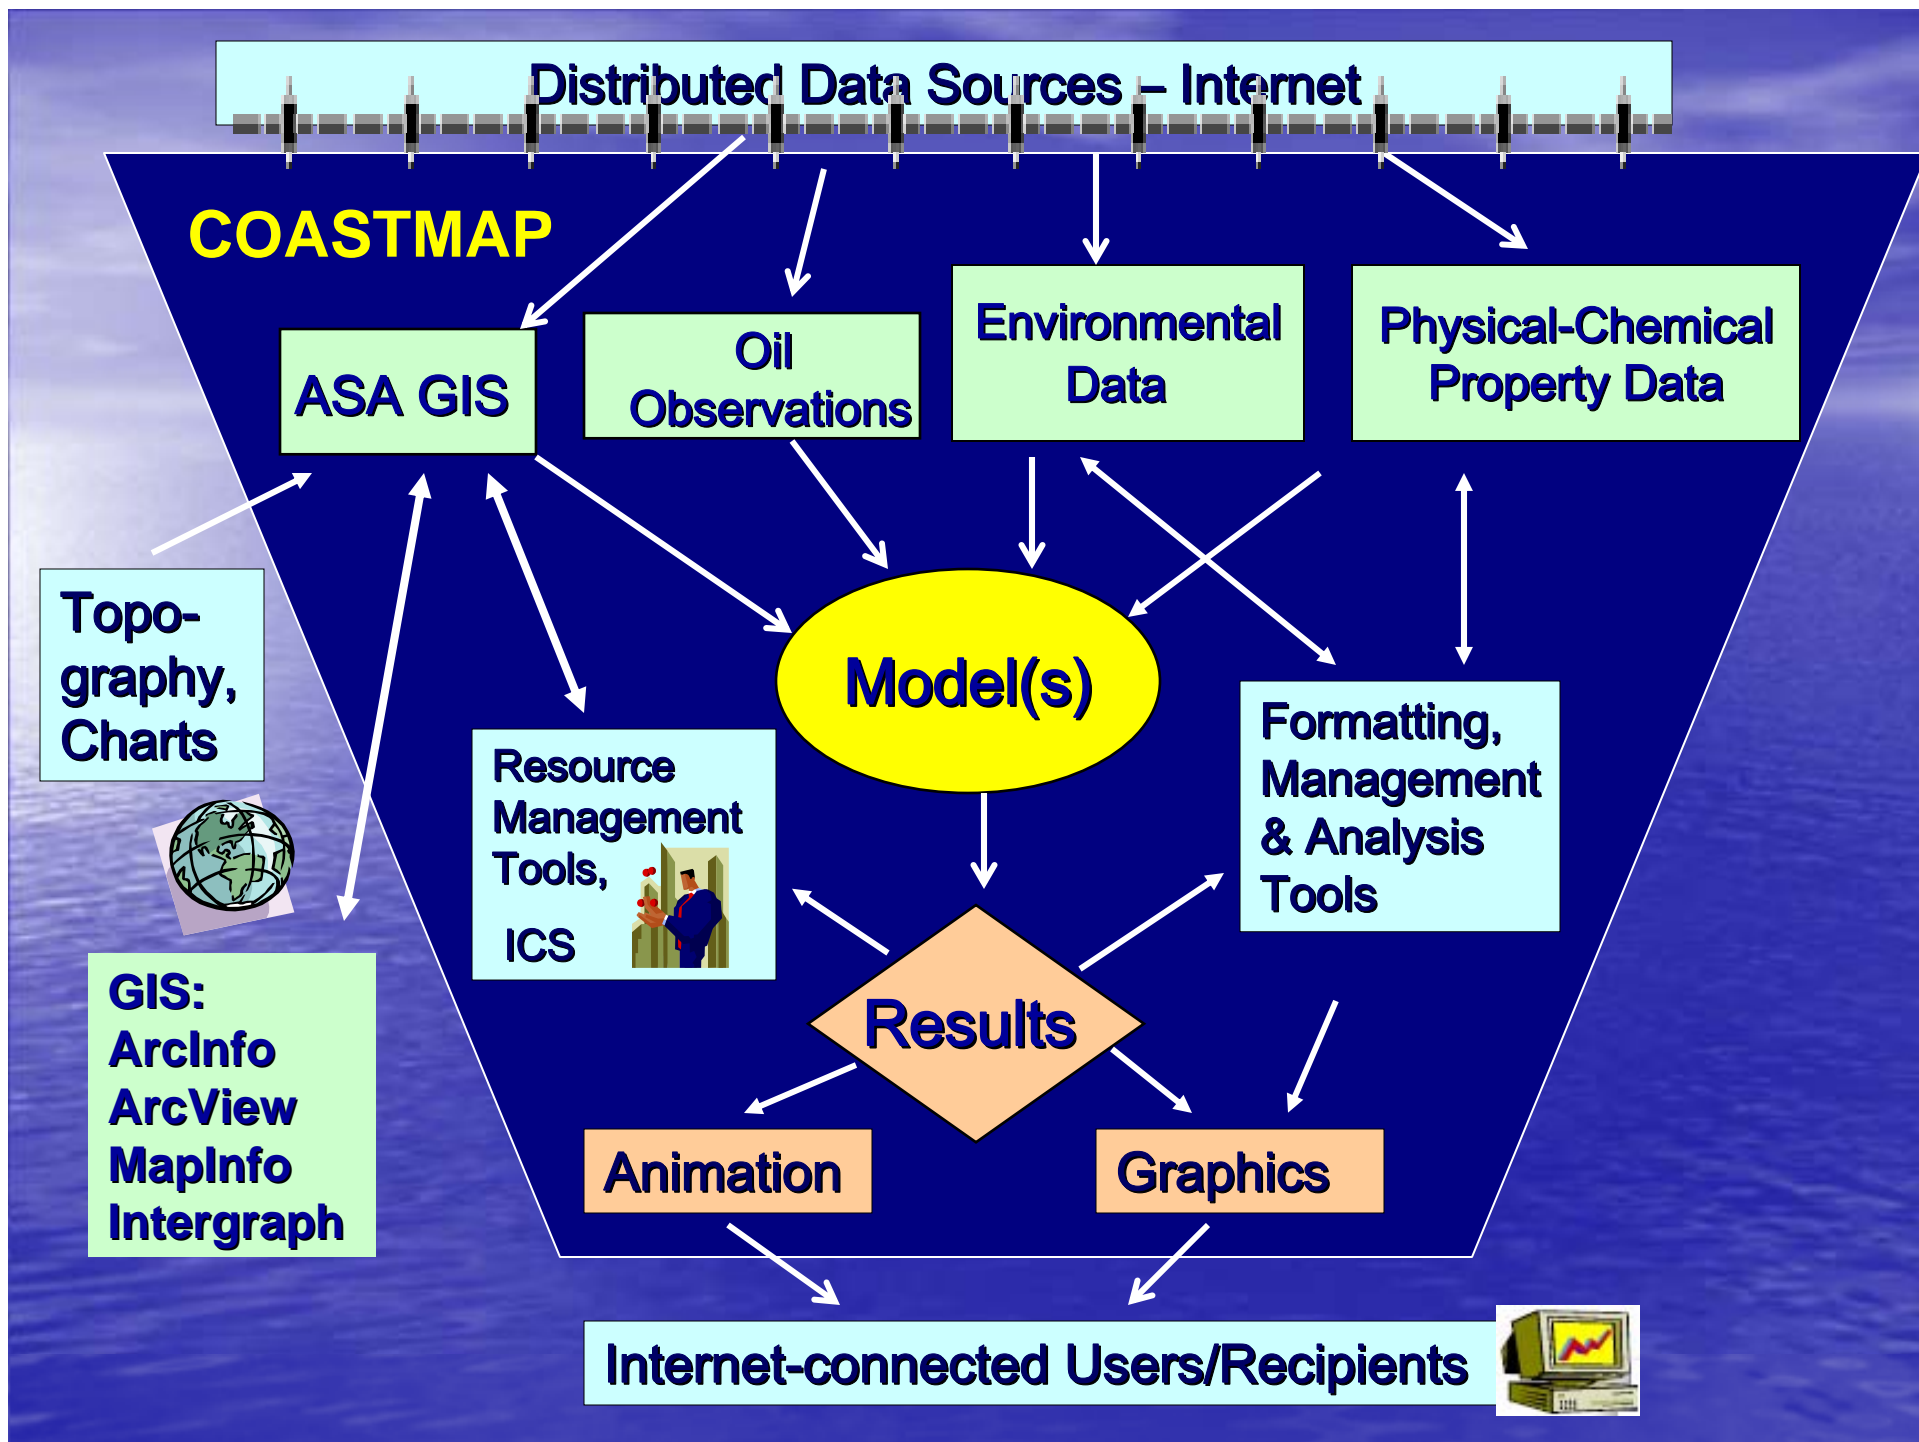 Distributed Data Sources – Internet
COASTMAP
ASA GIS
Oil
Observations
Environmental
Data
Physical-Chemical
Property Data
Topo-
graphy,
Charts
Model(s)
Resource
Management
Tools,
ICS
Formatting,
Management
& Analysis
Tools
GIS:
ArcInfo
ArcView
MapInfo
Intergraph
Results
Animation
Graphics
Internet-connected Users/Recipients